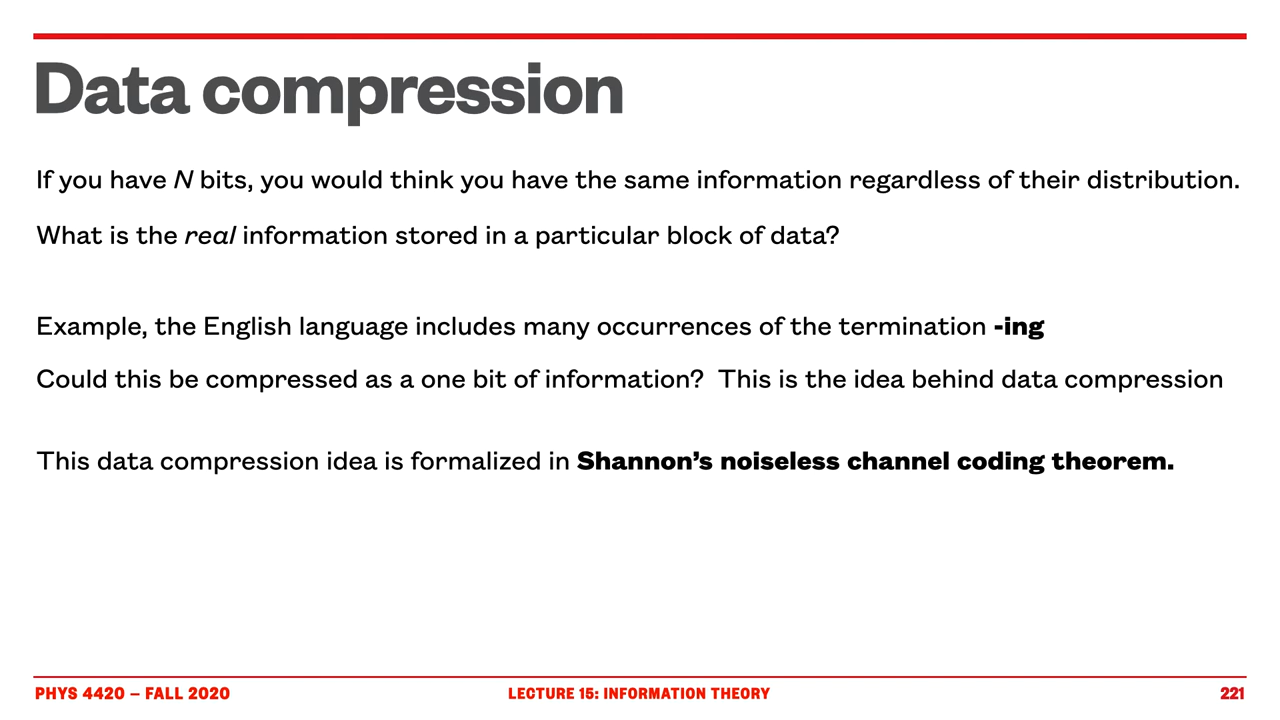 Data compression
If you have N bits, you would think you have the same information regardless of their distribution.
What is the real information stored in a particular block of data?
Example, the English language includes many occurrences of the termination -ing
Could this be compressed as a one bit of information?  This is the idea behind data compression
This data compression idea is formalized in Shannon’s noiseless channel coding theorem.
PHYS 4420 – FALL 2020
LECTURE 15: INFORMATION THEORY
221